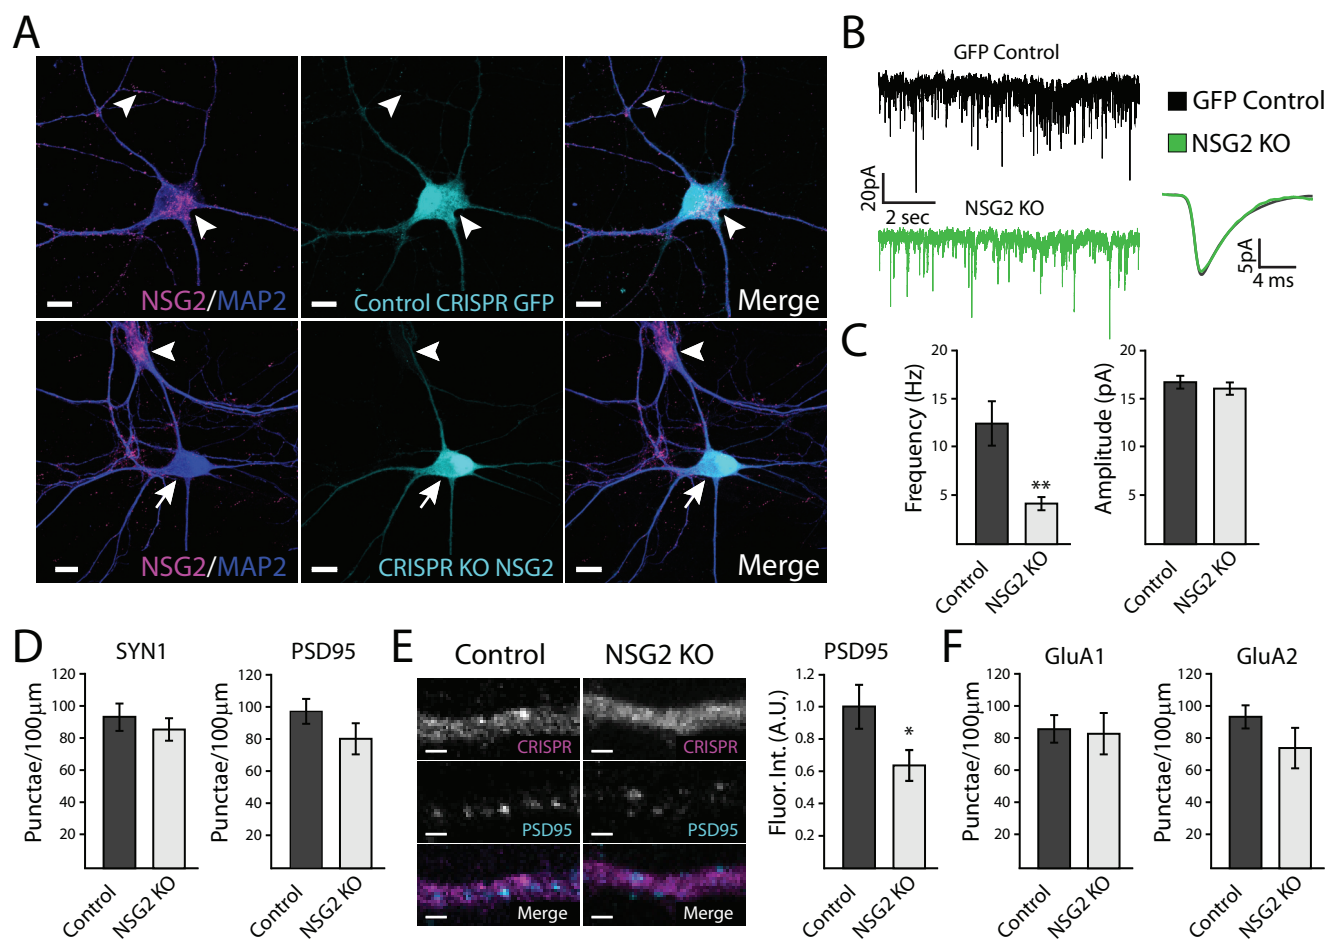 A
NSG2/MAP2
Control CRISPR GFP
Merge
NSG2/MAP2
CRISPR KO NSG2
Merge
B
GFP Control
20pA
2 sec
NSG2 KO
GFP Control
NSG2 KO
5pA
4 ms
C
Frequency (Hz)
20
15
10
5
**
Control
NSG2 KO
Amplitude (pA)
20
15
10
5
Control
NSG2 KO
D
SYN1
Punctae/100µm
120
100
80
60
40
20
Control
NSG2 KO
PSD95
Punctae/100µm
120
100
80
60
40
20
Control
NSG2 KO
E
Control
NSG2 KO
CRISPR
CRISPR
PSD95
PSD95
Merge
Merge
PSD95
Fluor. Int. (A.U.)
1.2
1.0
0.8
0.6
0.4
0.2
*
Control
NSG2 KO
F
GluA1
Punctae/100µm
120
100
80
60
40
20
Control
NSG2 KO
GluA2
Punctae/100µm
120
100
80
60
40
20
Control
NSG2 KO